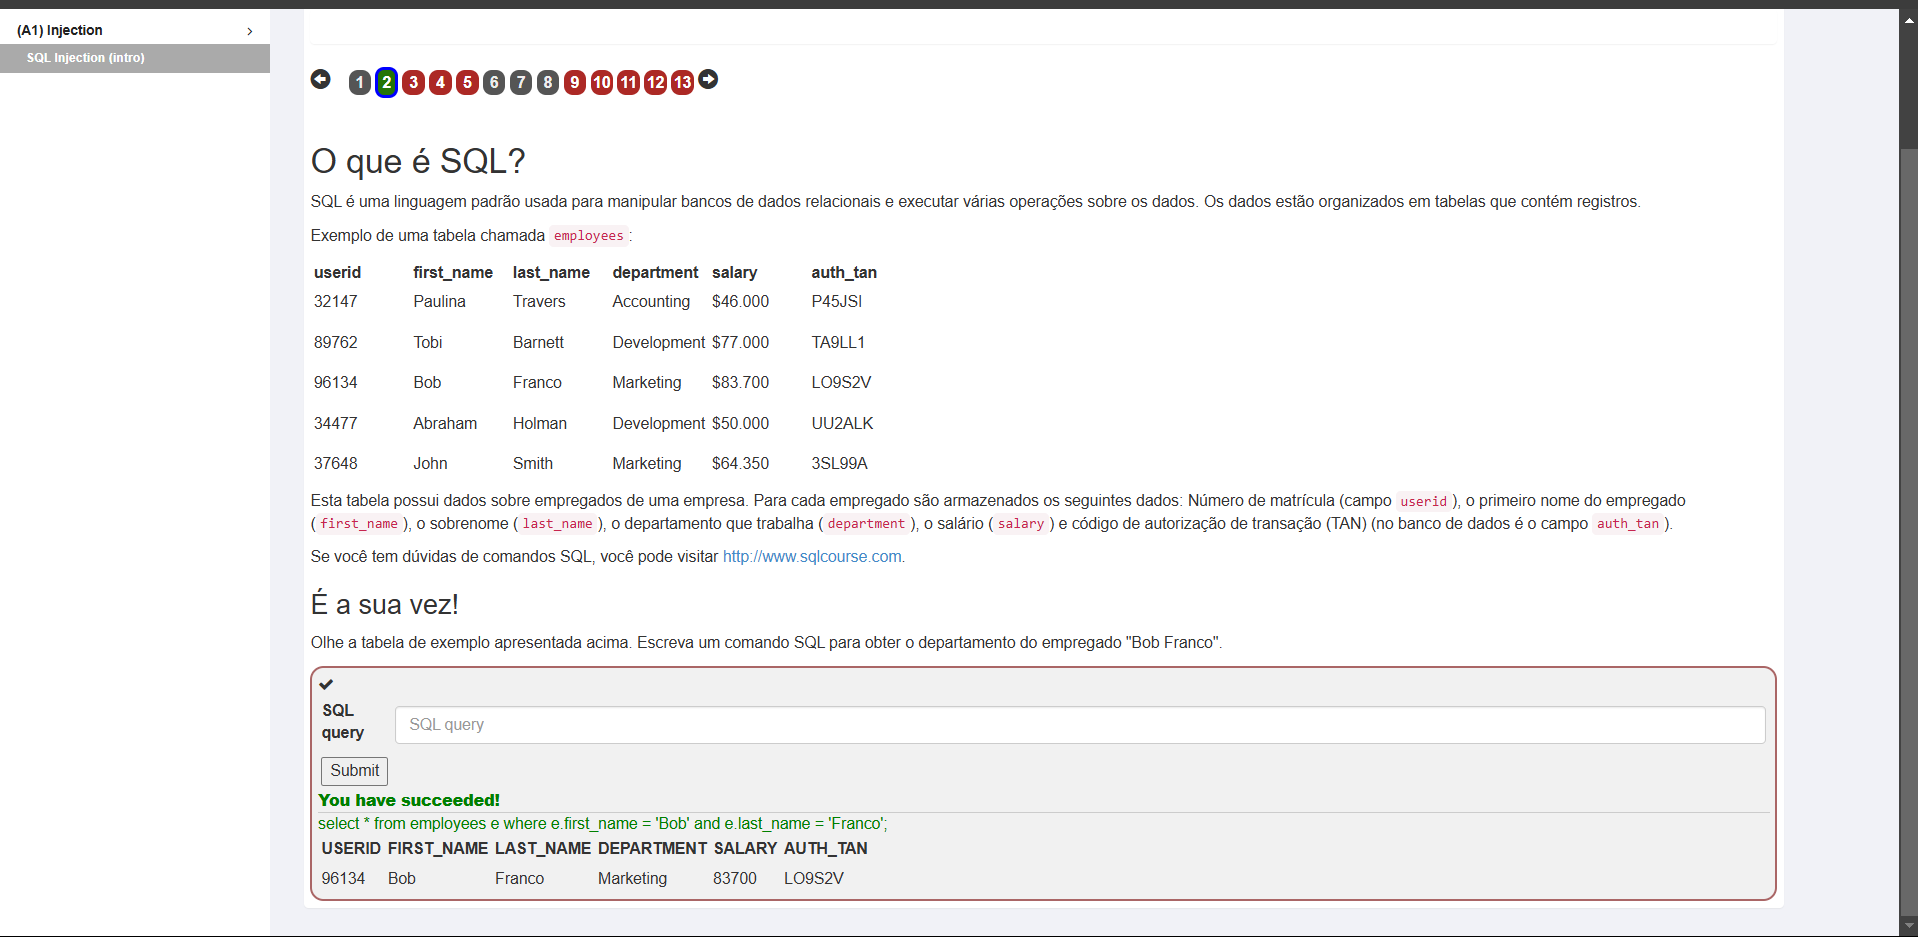 (A1) Injection
SQL Injection (intro)
1 2 3 4 5 6 7 8 9 10 11 12 13
O que é SQL?
SQL é uma linguagem padrão usada para manipular bancos de dados relacionais e executar várias operações sobre os dados. Os dados estão organizados em tabelas que contém registros.
Exemplo de uma tabela chamada employees:
userid first_name last_name department salary auth_tan
32147 Paulina Travers Accounting $46.000 P45JSI
89762 Tobi Barnett Development $77.000 TA9LL1
96134 Bob Franco Marketing $83.700 LO9S2V
34477 Abraham Holman Development $50.000 UU2ALK
37648 John Smith Marketing $64.350 3SL99A
Esta tabela possui dados sobre empregados de uma empresa. Para cada empregado são armazenados os seguintes dados: Número de matrícula (campo userid), o primeiro nome do empregado
(first_name), o sobrenome (last_name), o departamento que trabalha (department), o salário (salary) e código de autorização de transação (TAN) (no banco de dados é o campo auth_tan).
Se você tem dúvidas de comandos SQL, você pode visitar http://www.sqlcourse.com.
É a sua vez!
Olhe a tabela de exemplo apresentada acima. Escreva um comando SQL para obter o departamento do empregado "Bob Franco".
SQL
query
SQL query
Submit
You have succeeded!
select * from employees e where e.first_name = 'Bob' and e.last_name = 'Franco';
USERID FIRST_NAME LAST_NAME DEPARTMENT SALARY AUTH_TAN
96134 Bob Franco Marketing 83700 LO9S2V